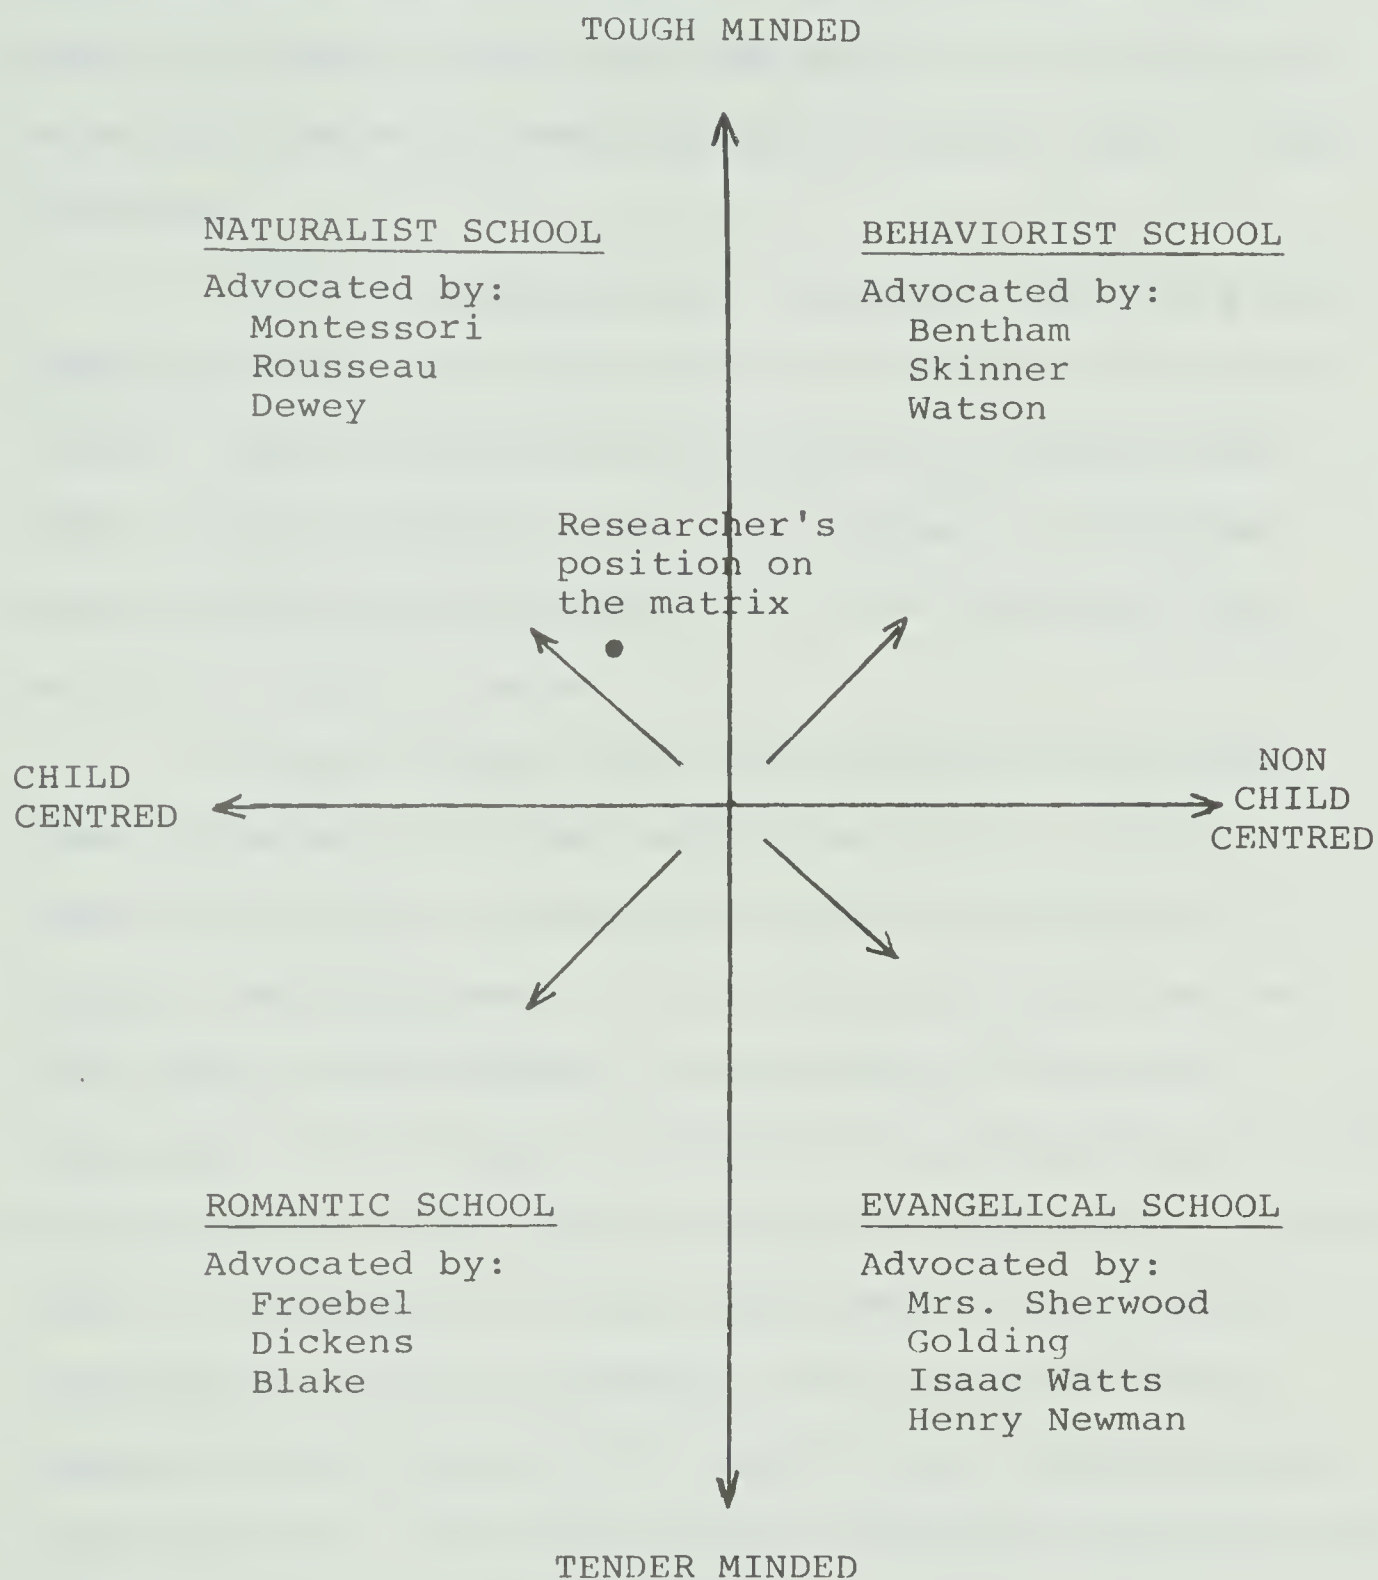 TOUGH MINDED
NATURALIST SCHOOL
Advocated by:
Montessori
Rousseau
Dewey
BEHAVIORIST SCHOOL
Advocated by:
Bentham
Skinner
Watson
Researcher's
position on
the matrix
CHILD
CENTRED
NON
CHILD
CENTRED
ROMANTIC SCHOOL
Advocated by:
Froebel
Dickens
Blake
EVANGELICAL SCHOOL
Advocated by:
Mrs. Sherwood
Golding
Isaac Watts
Henry Newman
TENDER MINDED